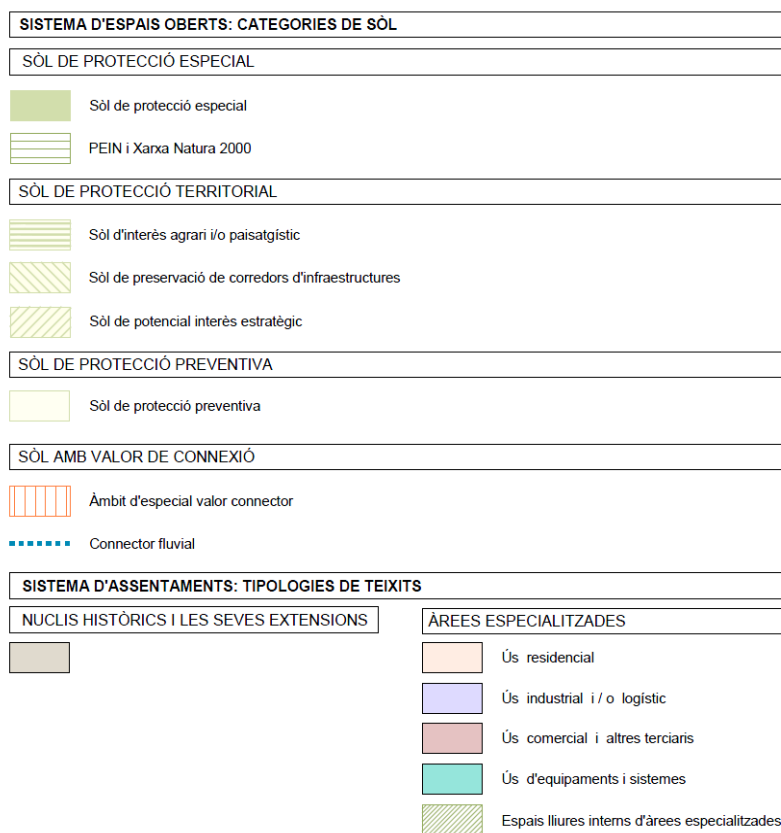 SISTEMA D'ESPAIS OBERTS: CATEGORIES DE SÒL
SÒL DE PROTECCIÓ ESPECIAL
Sòl de protecció especial
PEIN i Xarxa Natura 2000
SÒL DE PROTECCIÓ TERRITORIAL
Sòl d'interès agrari i/o paisatgístic
Sòl de preservació de corredors d'infraestructures
Sòl de potencial interès estratègic
SÒL DE PROTECCIÓ PREVENTIVA
Sòl de protecció preventiva
SÒL AMB VALOR DE CONNEXIÓ
Àmbit d'especial valor connector
Connector fluvial
SISTEMA D'ASSENTAMENTS: TIPOLOGIES DE TEIXITS
NUCLIS HISTÒRICS I LES SEVES EXTENSIONS
ÀREES ESPECIALITZADES
Ús residencial
Ús industrial i / o logístic
Ús comercial i altres terciaris
Ús d'equipaments i sistemes
Espais lliures interns d'àrees especialitzades